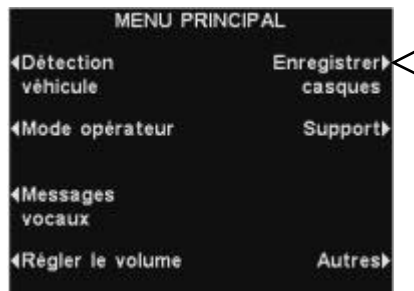 MENU PRINCIPAL
Détection
véhicule
Enregistrer
casques
Mode opérateur
Support
Messages
vocaux
Régler le volume
Autres